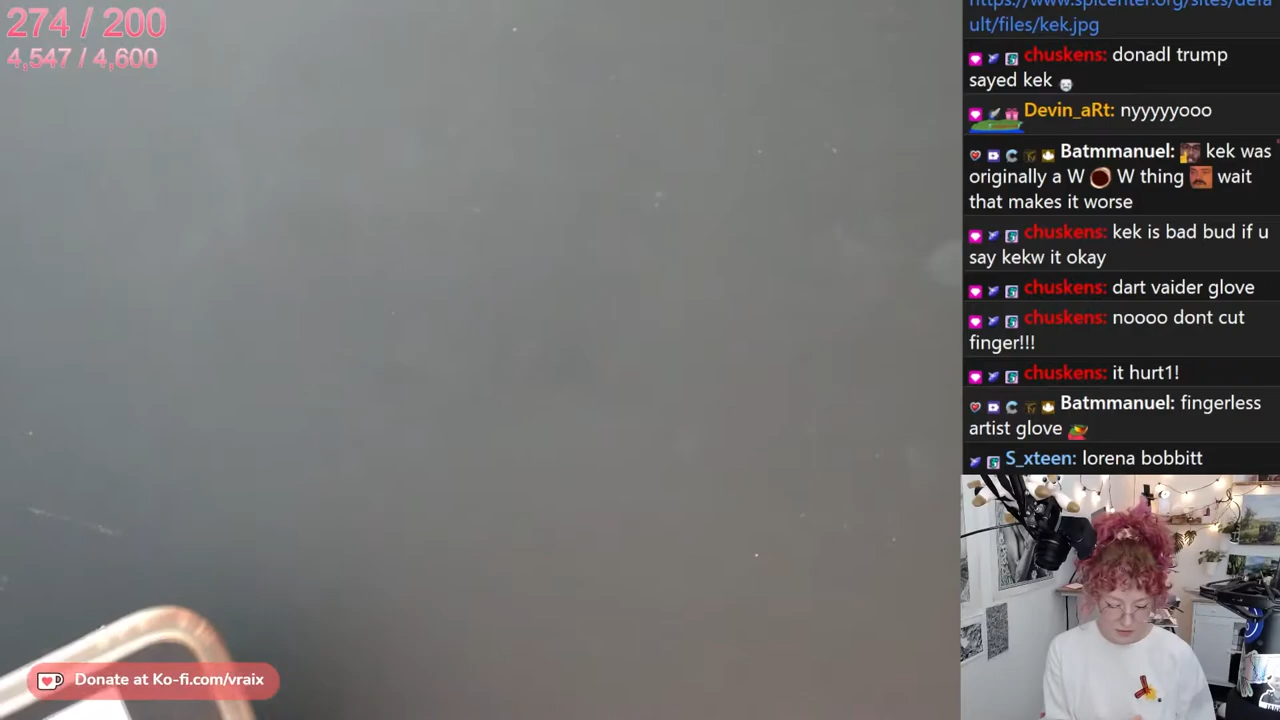 274 / 200
4,547 / 4,600
https://www.spicenter.org/sites/defa
ult/files/kek.jpg
chuskens: donadl trump
sayed kek
Devin_aRt: nyyyyyooo
Batmmanuel: kek was
originally a W W thing wait
that makes it worse
chuskens: kek is bad bud if u
say kekw it okay
chuskens: dart vaider glove
chuskens: noooo dont cut
finger!!!
chuskens: it hurt1!
Batmmanuel: fingerless
artist glove
S_xteen: lorena bobbitt
Donate at Ko-fi.com/vraix